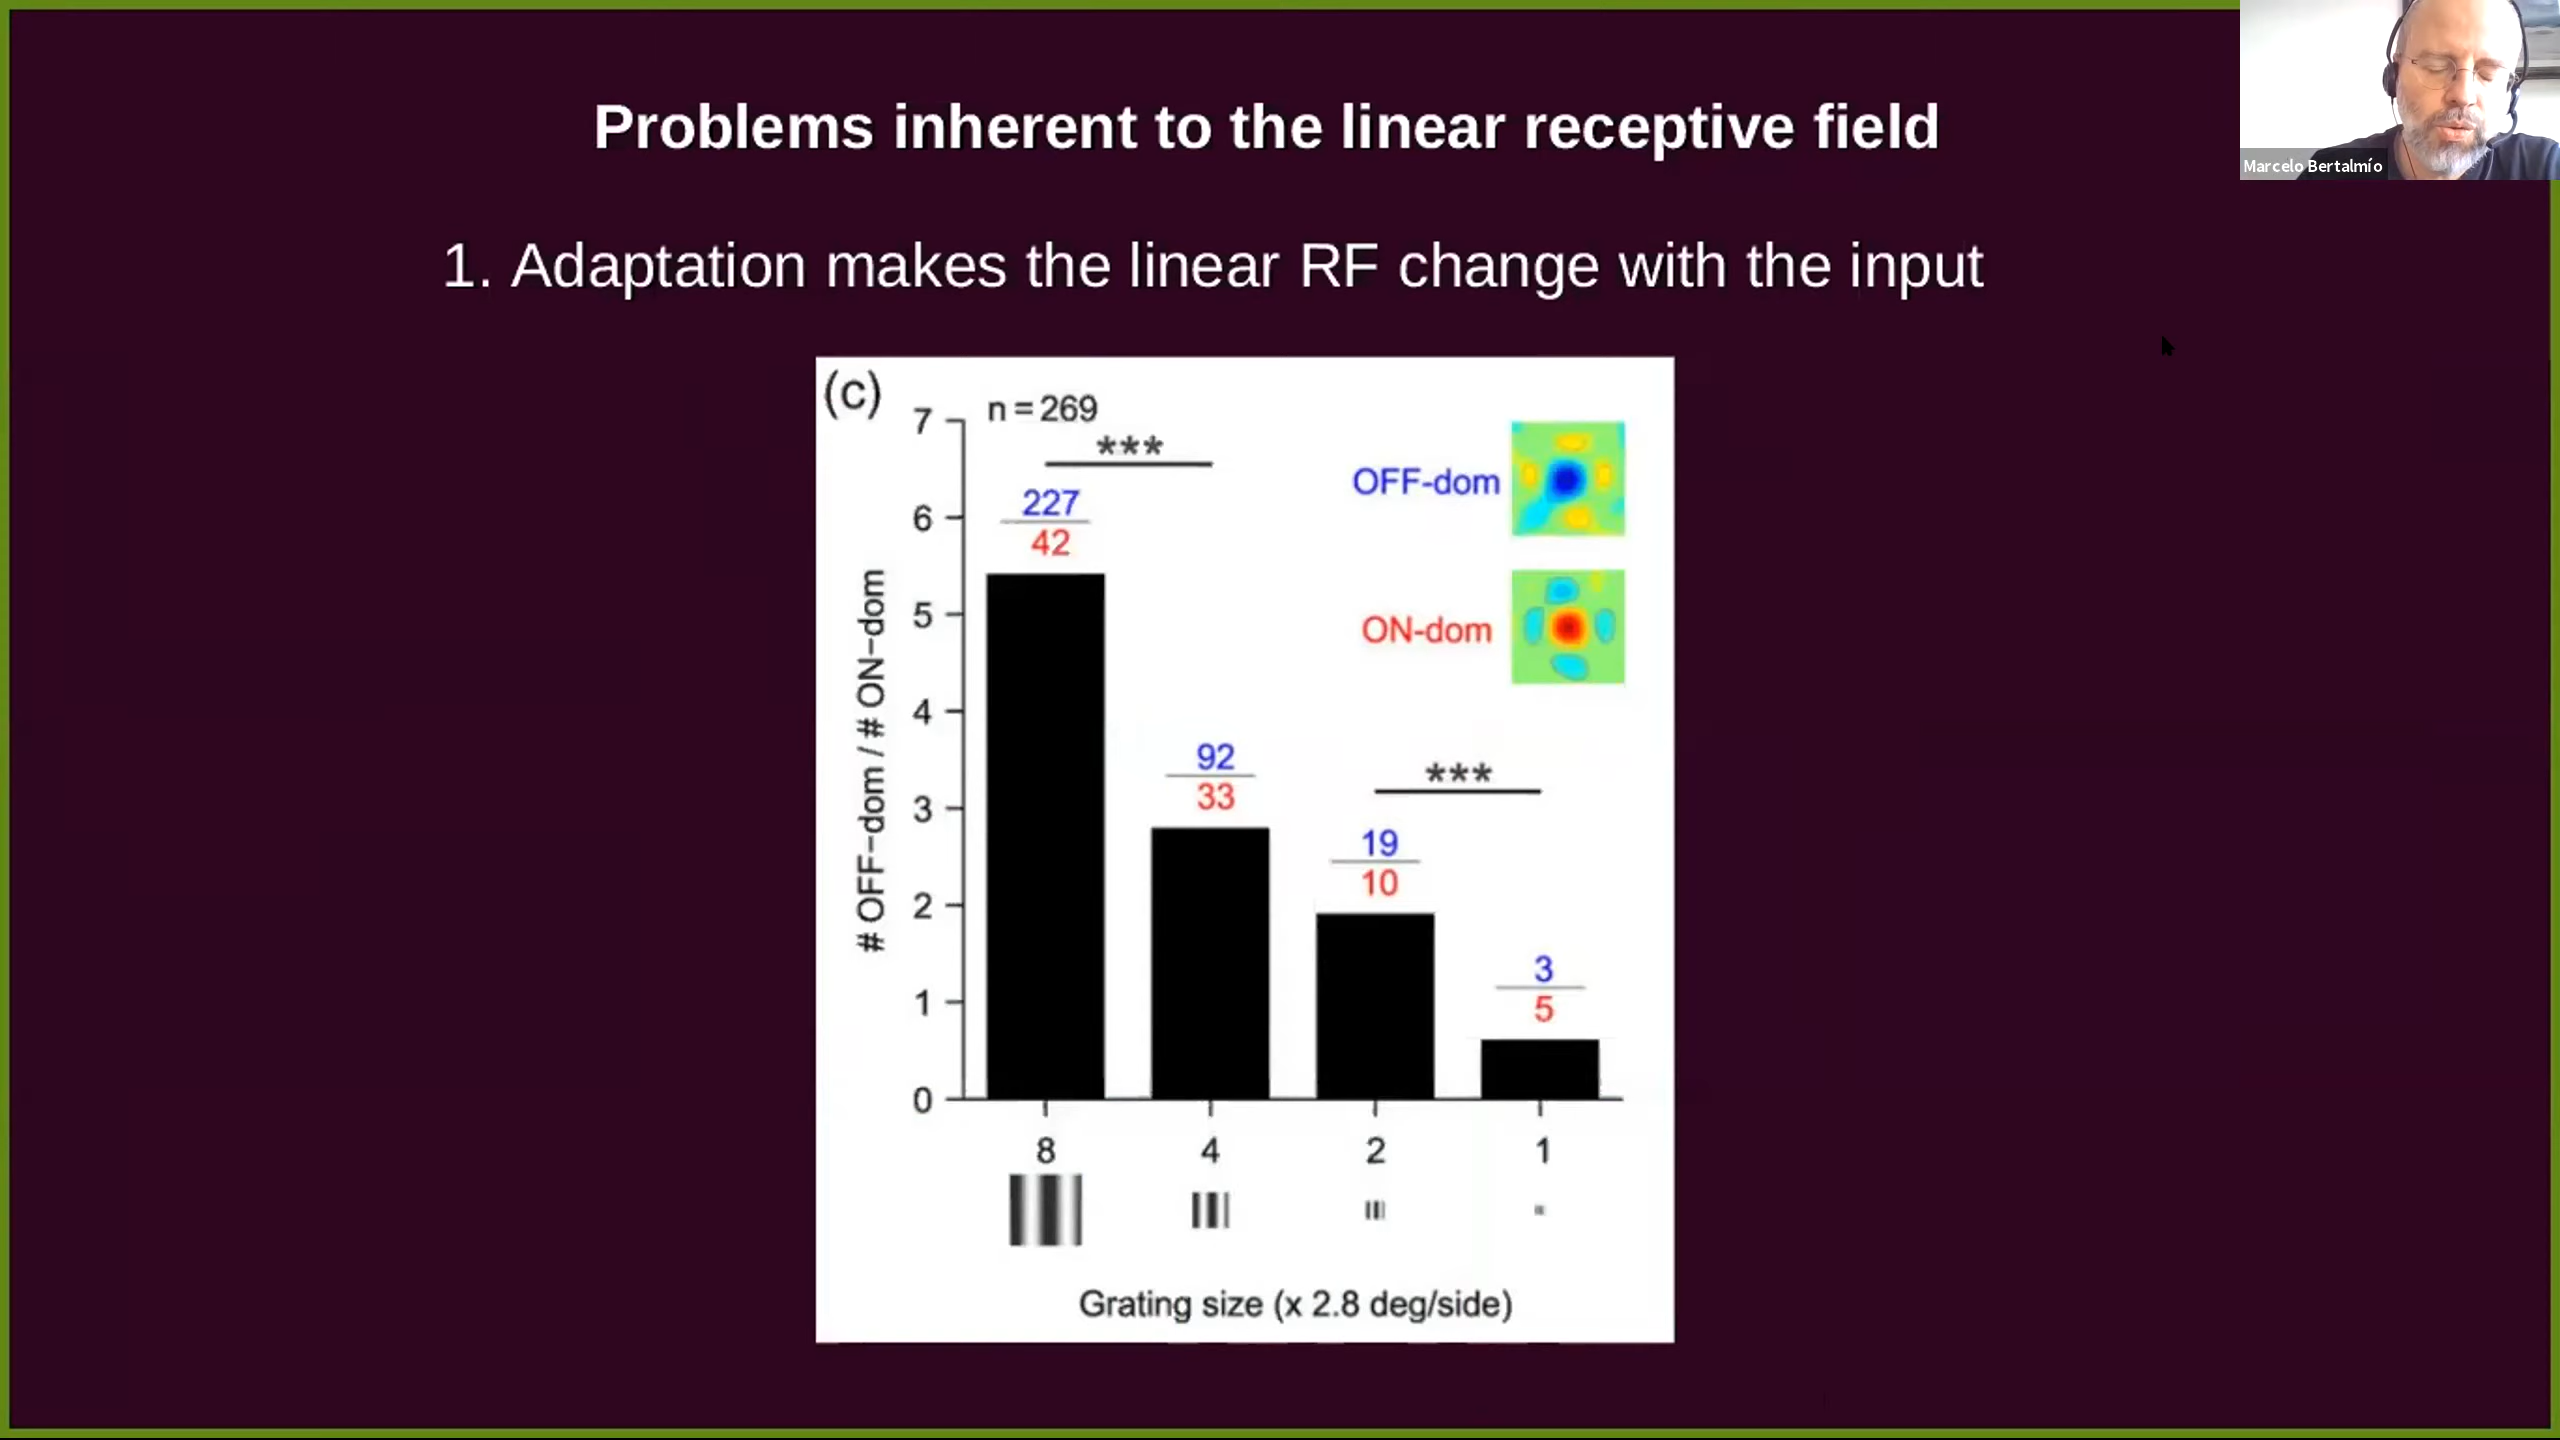 Problems inherent to the linear receptive field
Marcelo Bertalmío
1. Adaptation makes the linear RF change with the input
(c)
n = 269
***
7
6
5
4
3
2
1
0
# OFF-dom / # ON-dom
227
42
92
33
***
19
10
3
5
OFF-dom
ON-dom
8 4 2 1
Grating size (x 2.8 deg/side)